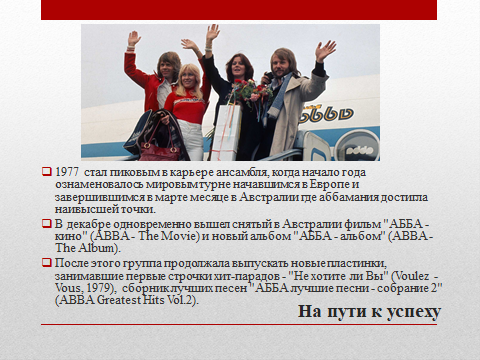 1977 стал пиковым в карьере ансамбля, когда начало года
ознаменовалось мировым турне начавшимся в Европе и
завершившимся в марте месяце в Австралии где аббамания достигла
наивысшей точки.
В декабре одновременно вышел снятый в Австралии фильм "АББА -
кино" (ABBA - The Movie) и новый альбом "АББА - альбом" (ABBA -
The Album).
После этого группа продолжала выпускать новые пластинки,
занимавшие первые строчки хит-парадов - "Не хотите ли Вы" (Voulez -
Vous, 1979), сборник лучших песен "АББА лучшие песни - собрание 2"
(ABBA Greatest Hits Vol.2).
На пути к успеху